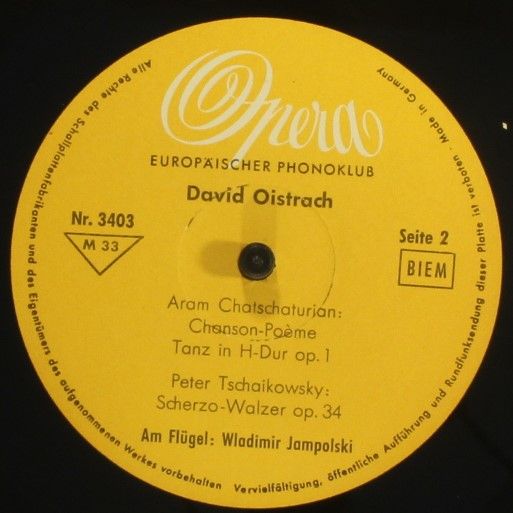 Opera
EUROPÄISCHER PHONOKLUB
David Oistrach
Nr. 3403
M 33
Seite 2
BIEM
Aram Chatschaturian:
Chanson-Poème
Tanz in H-Dur op. 1
Peter Tschaikowsky:
Scherzo-Walzer op. 34
Am Flügel: Wladimir Jampolski
Alle Rechte des Schallplattenfabrikanten und des Eigentümers des aufgenommenen Werkes vorbehalten Vervielfältigung, öffentliche Aufführung und Rundfunksendung dieser Platte ist verboten · Made in Germany